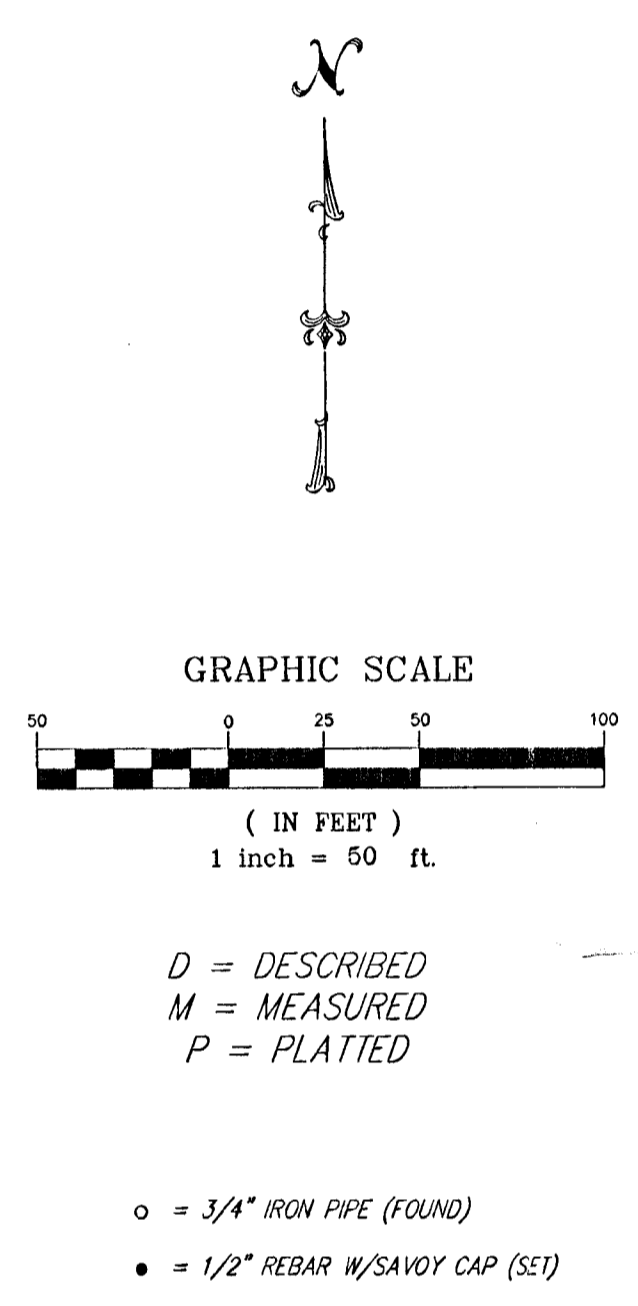 N
GRAPHIC SCALE
50 0 25 50 100
( IN FEET )
1 inch = 50 ft.
D = DESCRIBED
M = MEASURED
P = PLATTED
○ = 3/4" IRON PIPE (FOUND)
● = 1/2" REBAR W/SAVOY CAP (SET)